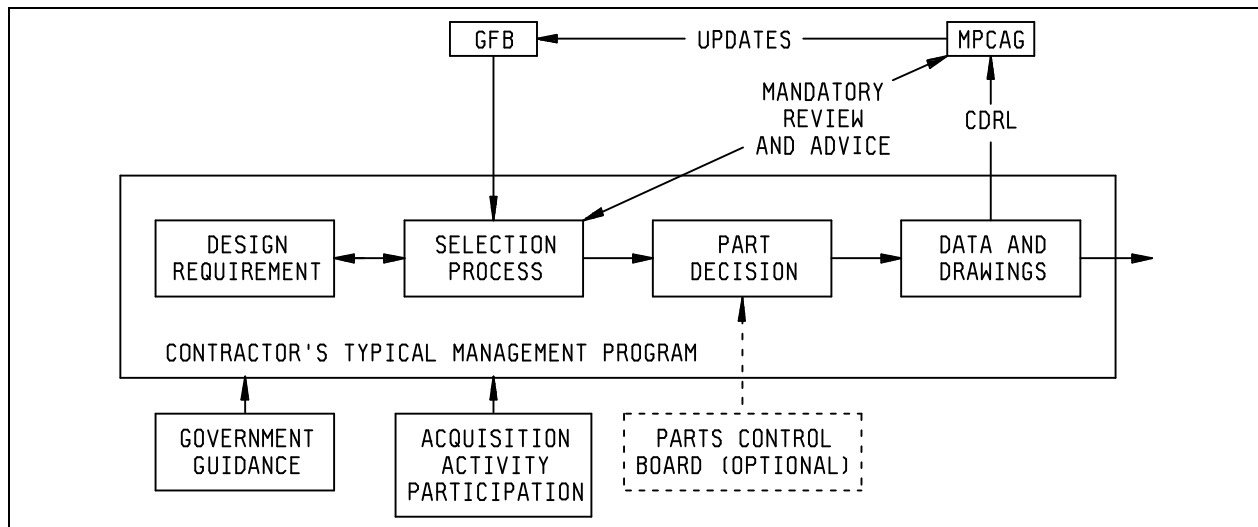 GFB
UPDATES
MPCAG
MANDATORY
REVIEW
AND ADVICE
CDRL
DESIGN
REQUIREMENT
SELECTION
PROCESS
PART
DECISION
DATA AND
DRAWINGS
CONTRACTOR'S TYPICAL MANAGEMENT PROGRAM
GOVERNMENT
GUIDANCE
ACQUISITION
ACTIVITY
PARTICIPATION
PARTS CONTROL
BOARD (OPTIONAL)